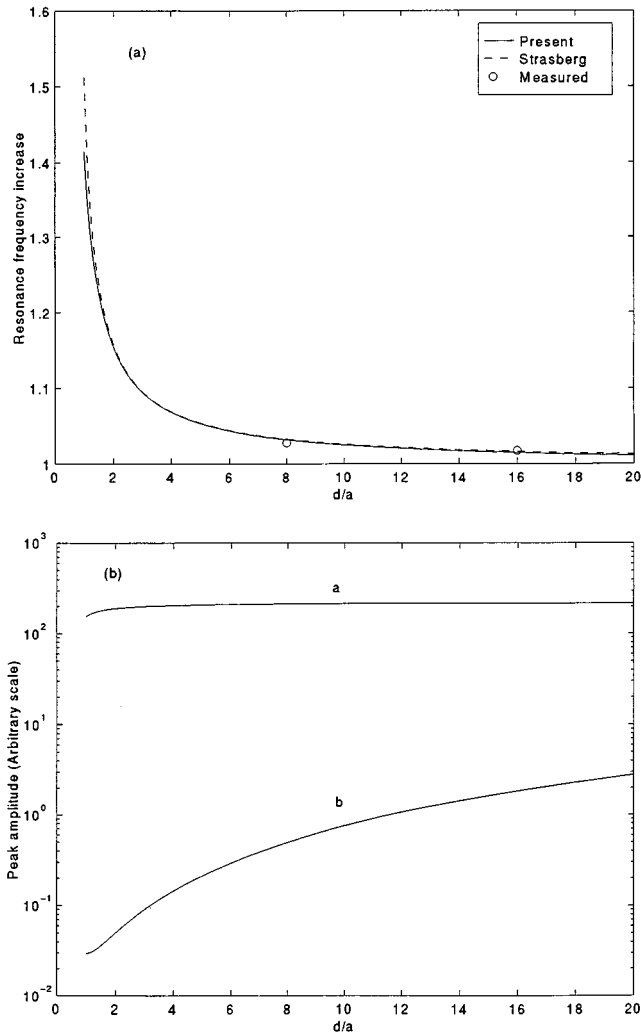 1.6
(a)
Present
Strasberg
Measured
1.5
1.4
1.3
1.2
1.1
1
0 2 4 6 8 10 12 14 16 18 20
Resonance frequency increase
d/a
10^3
(b)
a
10^2
10^1
b
10^0
10^-1
10^-2
0 2 4 6 8 10 12 14 16 18 20
Peak amplitude (Arbitrary scale)
d/a